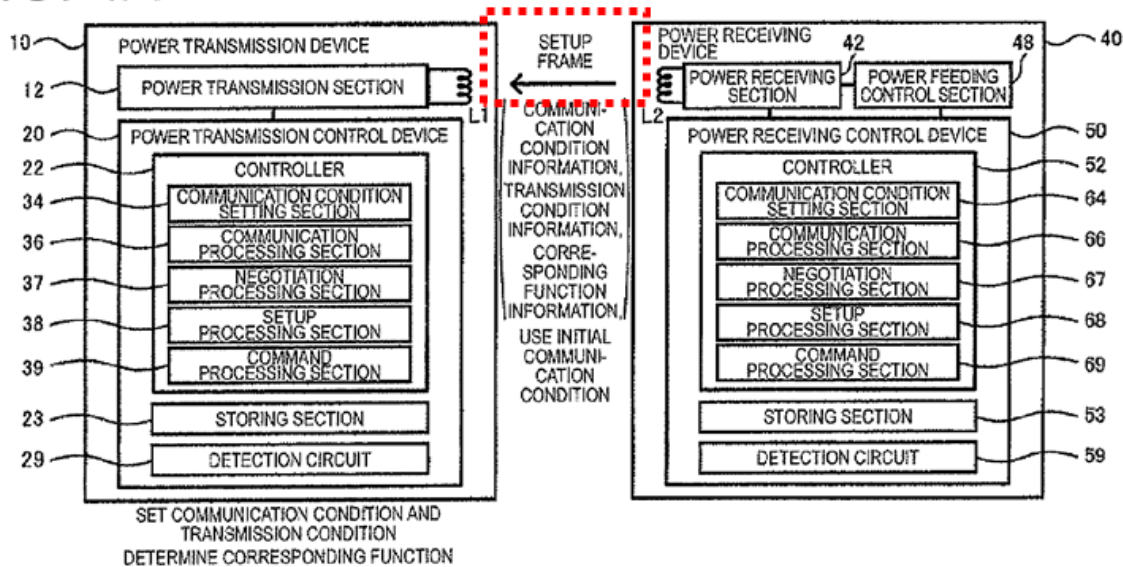 10
POWER TRANSMISSION DEVICE
12
POWER TRANSMISSION SECTION
L1
20
POWER TRANSMISSION CONTROL DEVICE
22
CONTROLLER
34
COMMUNICATION CONDITION
SETTING SECTION
36
COMMUNICATION
PROCESSING SECTION
37
NEGOTIATION
PROCESSING SECTION
38
SETUP
PROCESSING SECTION
39
COMMAND
PROCESSING SECTION
23
STORING SECTION
29
DETECTION CIRCUIT
SET COMMUNICATION CONDITION AND
TRANSMISSION CONDITION
DETERMINE CORRESPONDING FUNCTION
SETUP
FRAME
COMMUNI-
CATION
CONDITION
INFORMATION,
TRANSMISSION
CONDITION
INFORMATION,
CORRE-
SPONDING
FUNCTION
INFORMATION,
USE INITIAL
COMMUNI-
CATION
CONDITION
POWER RECEIVING
DEVICE
42
48
40
L2
POWER RECEIVING
SECTION
POWER FEEDING
CONTROL SECTION
POWER RECEIVING CONTROL DEVICE
50
CONTROLLER
52
COMMUNICATION CONDITION
SETTING SECTION
64
COMMUNICATION
PROCESSING SECTION
66
NEGOTIATION
PROCESSING SECTION
67
SETUP
PROCESSING SECTION
68
COMMAND
PROCESSING SECTION
69
STORING SECTION
53
DETECTION CIRCUIT
59